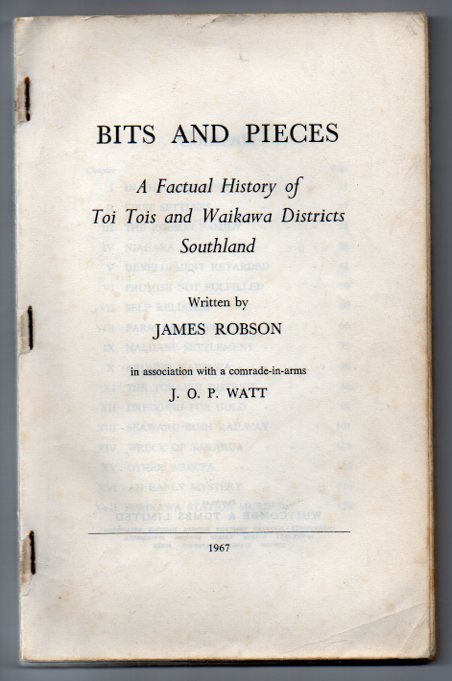 BITS AND PIECES
A Factual History of
Toi Tois and Waikawa Districts
Southland
Written by
JAMES ROBSON
in association with a comrade-in-arms
J. O. P. WATT
1967